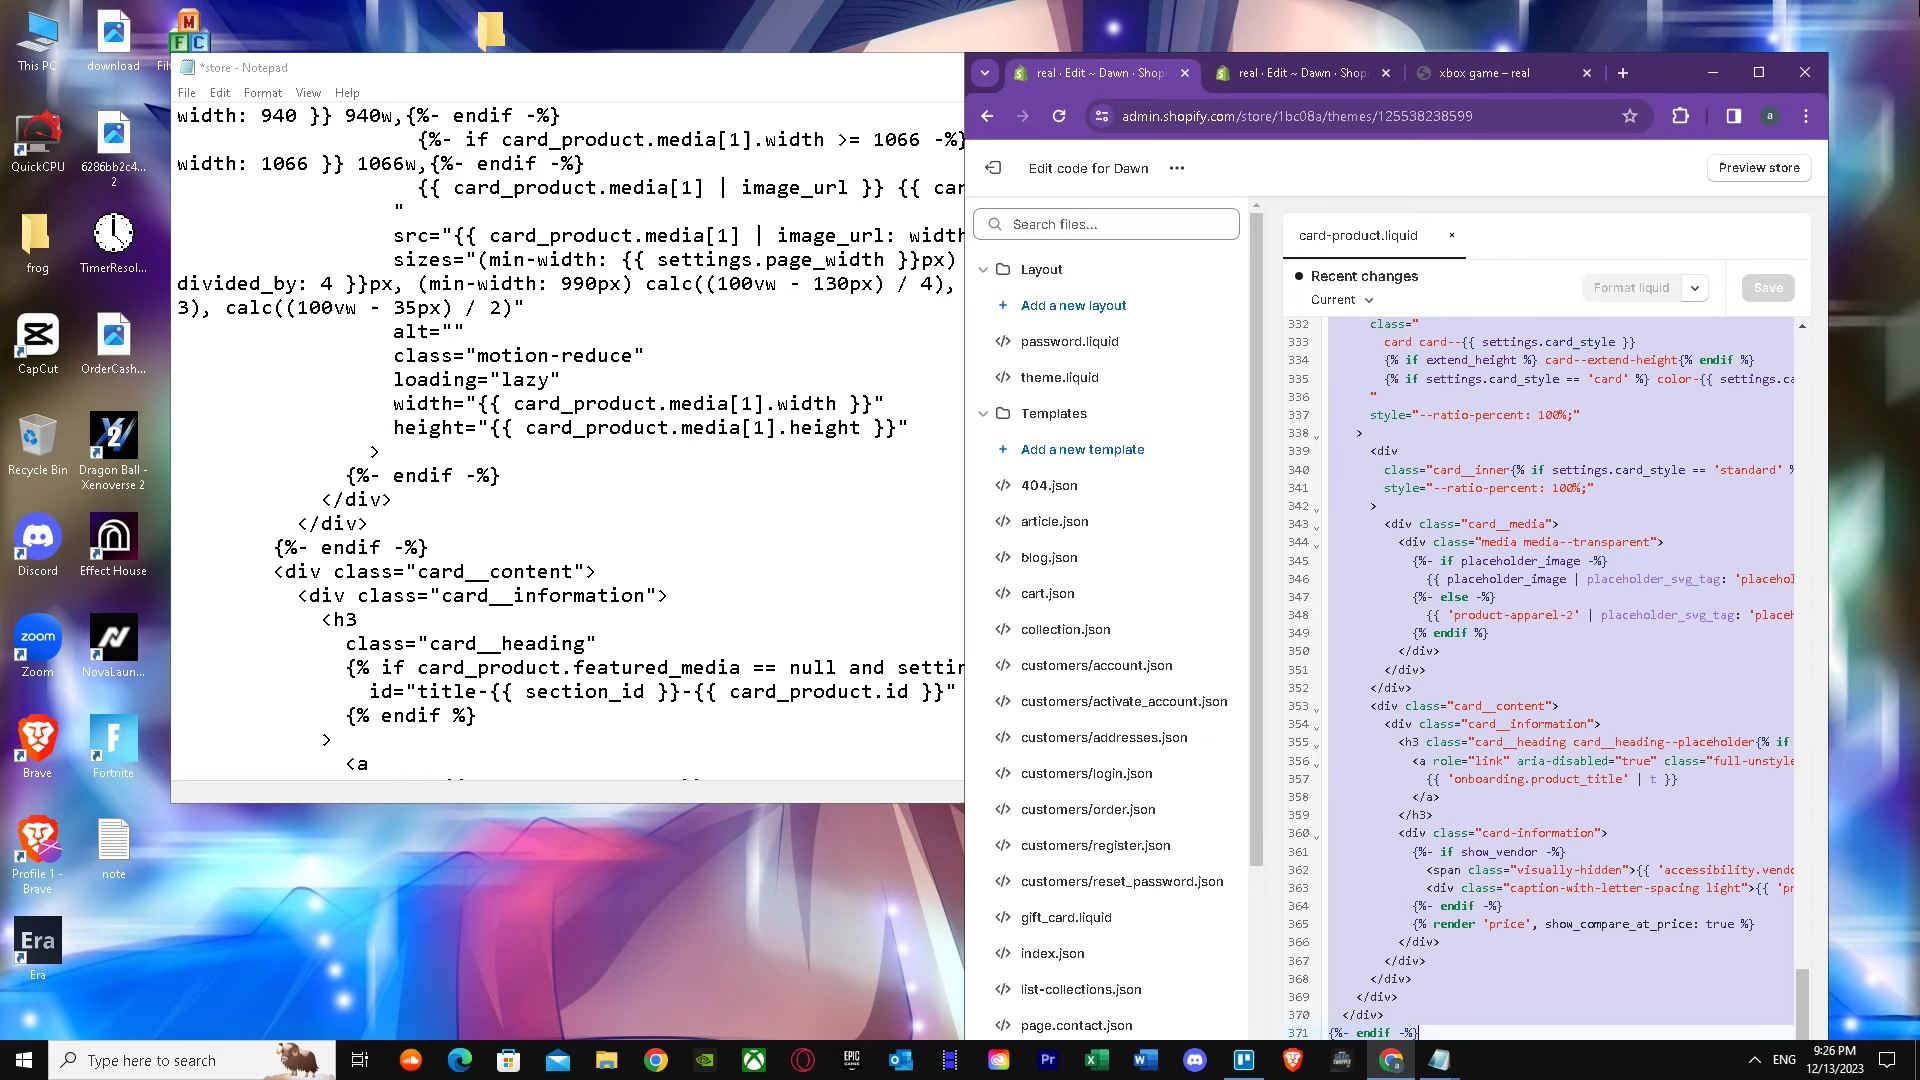 This PC
download
QuickCPU
6286bb2c4...
2
frog
TimerResol...
CapCut
OrderCash...
Recycle Bin
Dragon Ball -
Xenoverse 2
Discord
Effect House
zoom
Zoom
NovaLaun...
Brave
Fortnite
Profile 1 -
Brave
note
Era
Era
*store - Notepad
File Edit Format View Help
width: 940 }} 940w,{%- endif -%}
{%- if card_product.media[1].width >= 1066 -%}
width: 1066 }} 1066w,{%- endif -%}
{{ card_product.media[1] | image_url }} {{ car
"
src="{{ card_product.media[1] | image_url: width
sizes="(min-width: {{ settings.page_width }}px)
divided_by: 4 }}px, (min-width: 990px) calc((100vw - 130px) / 4),
3), calc((100vw - 35px) / 2)"
alt=""
class="motion-reduce"
loading="lazy"
width="{{ card_product.media[1].width }}"
height="{{ card_product.media[1].height }}"
>
{%- endif -%}
</div>
</div>
{%- endif -%}
<div class="card__content">
<div class="card__information">
<h3
class="card__heading"
{% if card_product.featured_media == null and settin
id="title-{{ section_id }}-{{ card_product.id }}"
{% endif %}
>
<a
real · Edit ~ Dawn · Shopi
real · Edit ~ Dawn · Shop
xbox game – real
admin.shopify.com/store/1bc08a/themes/125538238599
a
Edit code for Dawn ···
Preview store
Search files...
Layout
+ Add a new layout
</> password.liquid
</> theme.liquid
Templates
+ Add a new template
</> 404.json
</> article.json
</> blog.json
</> cart.json
</> collection.json
</> customers/account.json
</> customers/activate_account.json
</> customers/addresses.json
</> customers/login.json
</> customers/order.json
</> customers/register.json
</> customers/reset_password.json
</> gift_card.liquid
</> index.json
</> list-collections.json
</> page.contact.json
card-product.liquid ×
Recent changes
Current
Format liquid
Save
332 class="
333 card card--{{ settings.card_style }}
334 {% if extend_height %} card--extend-height{% endif %}
335 {% if settings.card_style == 'card' %} color-{{ settings.ca
336 "
337 style="--ratio-percent: 100%;"
338 >
339 <div
340 class="card__inner{% if settings.card_style == 'standard' %
341 style="--ratio-percent: 100%;"
342 >
343 <div class="card__media">
344 <div class="media media--transparent">
345 {%- if placeholder_image -%}
346 {{ placeholder_image | placeholder_svg_tag: 'placehol
347 {%- else -%}
348 {{ 'product-apparel-2' | placeholder_svg_tag: 'placeh
349 {% endif %}
350 </div>
351 </div>
352 </div>
353 <div class="card__content">
354 <div class="card__information">
355 <h3 class="card__heading card__heading--placeholder{% if
356 <a role="link" aria-disabled="true" class="full-unstyle
357 {{ 'onboarding.product_title' | t }}
358 </a>
359 </h3>
360 <div class="card-information">
361 {%- if show_vendor -%}
362 <span class="visually-hidden">{{ 'accessibility.vendo
363 <div class="caption-with-letter-spacing light">{{ 'pr
364 {%- endif -%}
365 {% render 'price', show_compare_at_price: true %}
366 </div>
367 </div>
368 </div>
369 </div>
370 </div>
371 {%- endif -%}
Type here to search
ENG
9:26 PM
12/13/2023